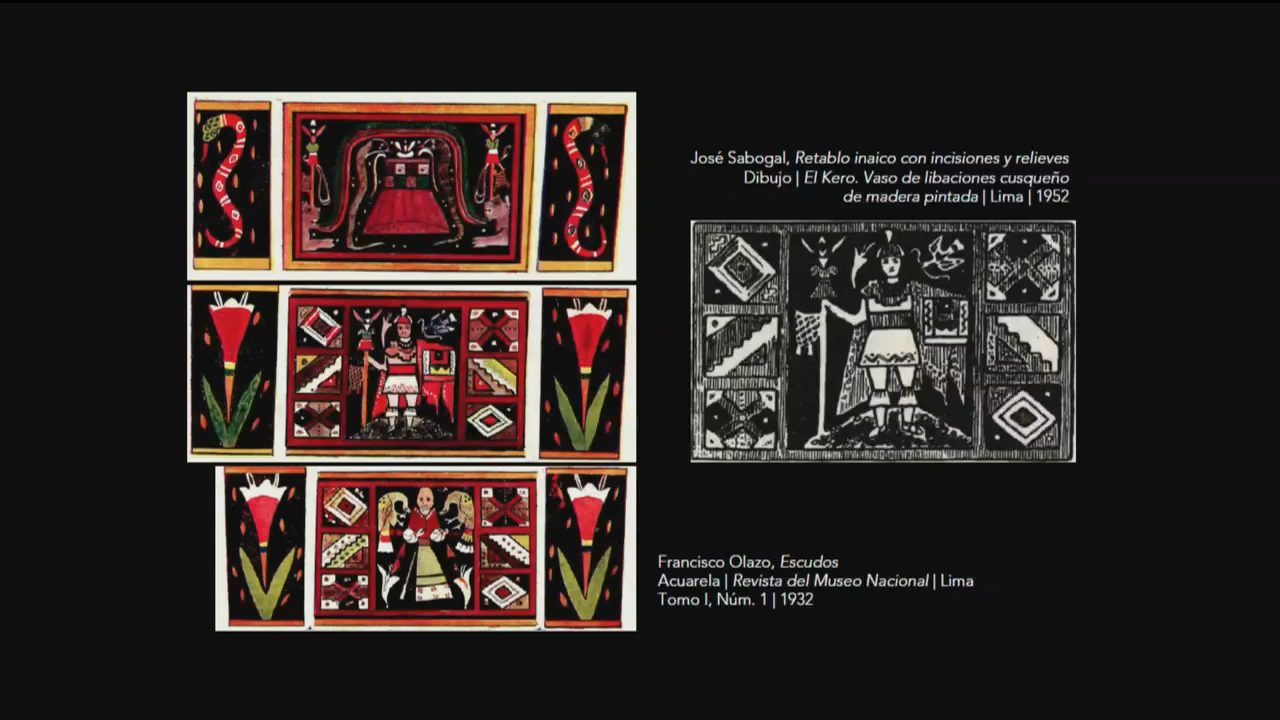 José Sabogal, Retablo inaico con incisiones y relieves
Dibujo | El Kero. Vaso de libaciones cusqueño
de madera pintada | Lima | 1952
Francisco Olazo, Escudos
Acuarela | Revista del Museo Nacional | Lima
Tomo I, Núm. 1 | 1932